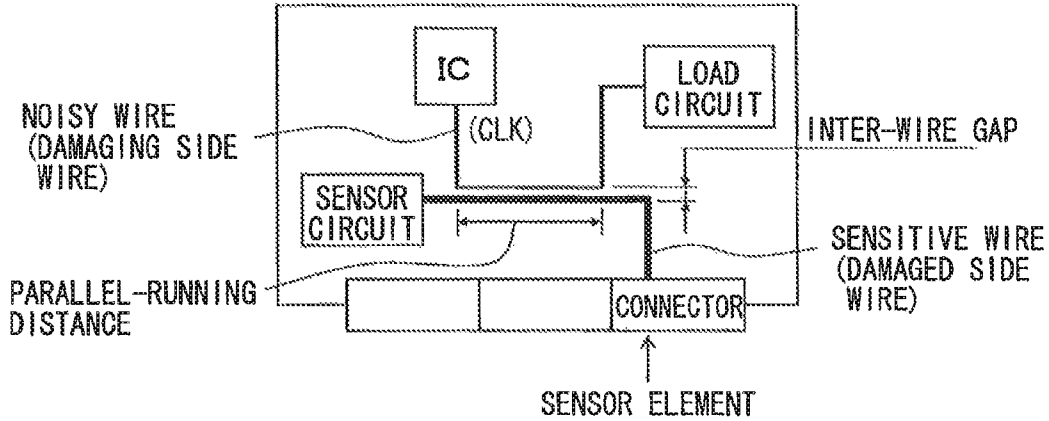 IC
LOAD
CIRCUIT
NOISY WIRE
(DAMAGING SIDE
WIRE)
(CLK)
INTER-WIRE GAP
SENSOR
CIRCUIT
SENSITIVE WIRE
(DAMAGED SIDE
WIRE)
PARALLEL-RUNNING
DISTANCE
CONNECTOR
SENSOR ELEMENT